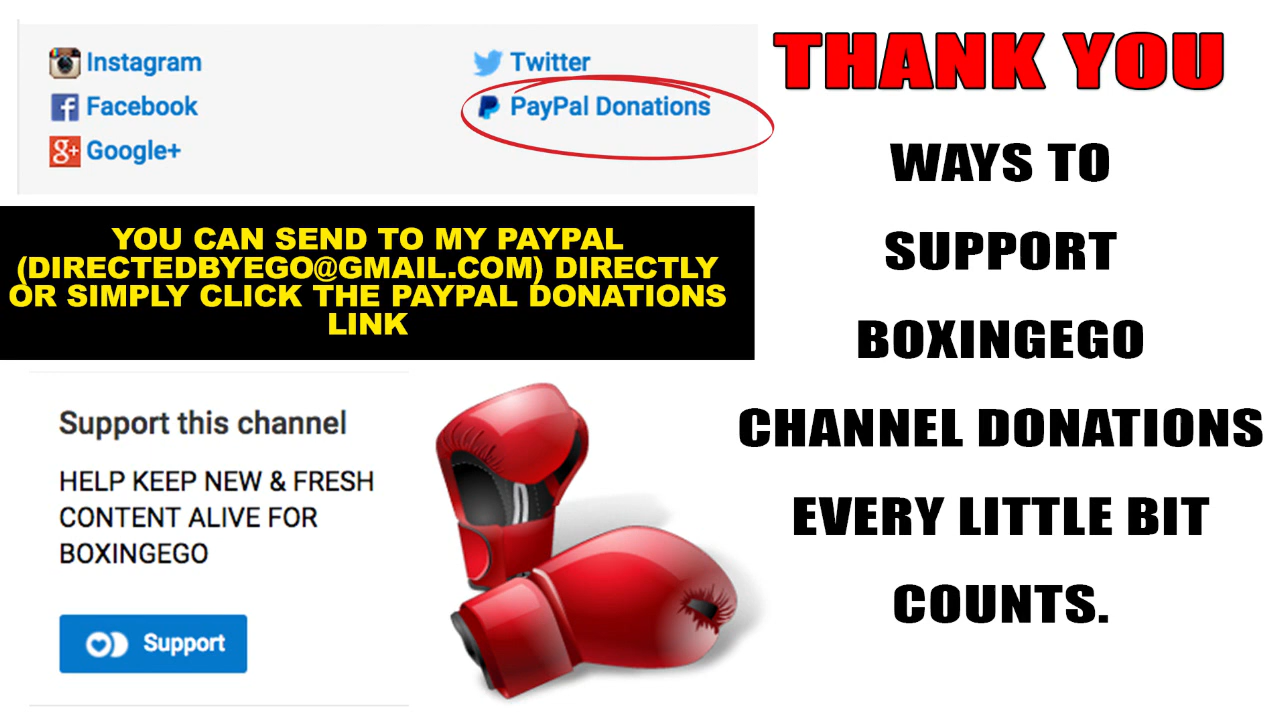 Instagram
Twitter
Facebook
PayPal Donations
Google+
YOU CAN SEND TO MY PAYPAL
(DIRECTEDBYEGO@GMAIL.COM) DIRECTLY
OR SIMPLY CLICK THE PAYPAL DONATIONS
LINK
Support this channel
HELP KEEP NEW & FRESH
CONTENT ALIVE FOR
BOXINGEGO
Support
THANK YOU
WAYS TO
SUPPORT
BOXINGEGO
CHANNEL DONATIONS
EVERY LITTLE BIT
COUNTS.